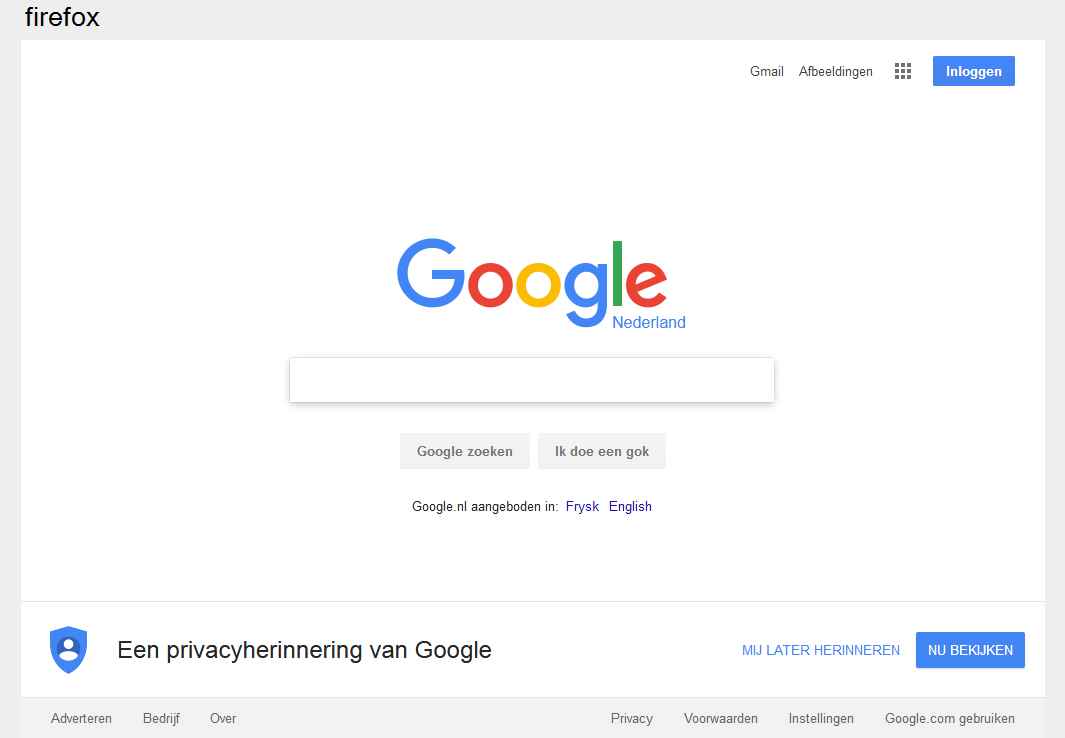 firefox
Gmail Afbeeldingen Inloggen
Google
Nederland
Google zoeken Ik doe een gok
Google.nl aangeboden in: Frysk English
Een privacyherinnering van Google MIJ LATER HERINNEREN NU BEKIJKEN
Adverteren Bedrijf Over Privacy Voorwaarden Instellingen Google.com gebruiken